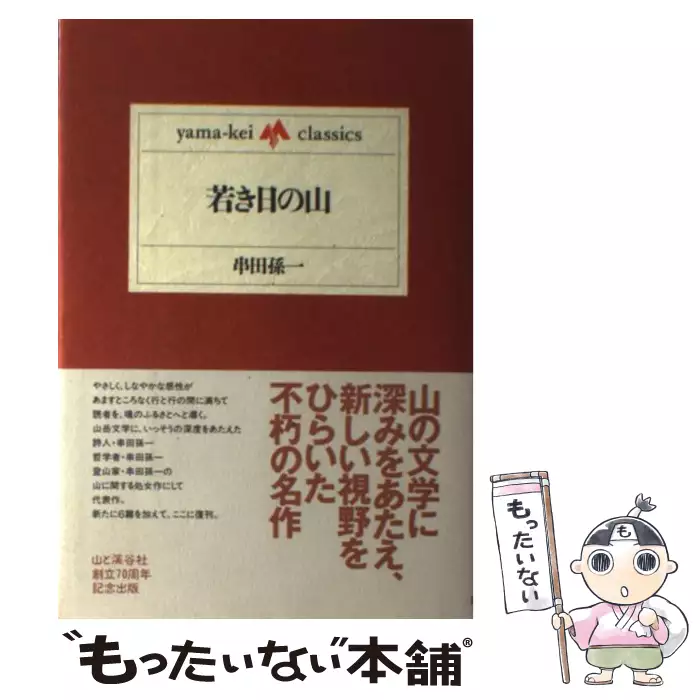 yama-kei classics
若き日の山
串田孫一
山の文学に
深みをあたえ、
新しい視野を
ひらいた
不朽の名作
やさしく、しなやかな感性が
あますところなく行と行の間に満ちて
読者を、魂のふるさとへと導く。
山岳文学に、いっそうの深度をあたえた
詩人・串田孫一
哲学者・串田孫一
登山家・串田孫一の
山に関する処女作にして
代表作。
新たに6篇を加えて、ここに復刊。
山と溪谷社
創立70周年
記念出版
もったいない
も
"もったいない"本舗®